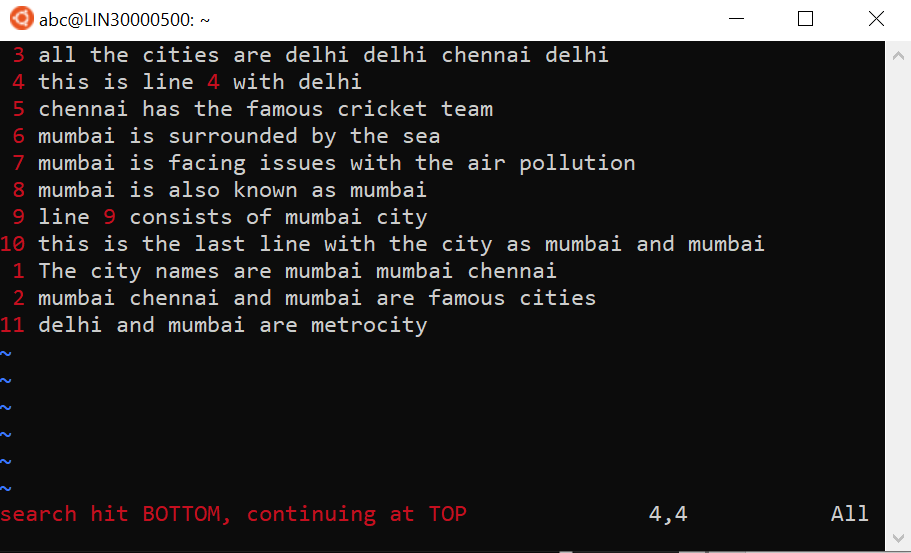 abc@LIN30000500: ~
3 all the cities are delhi delhi chennai delhi
4 this is line 4 with delhi
5 chennai has the famous cricket team
6 mumbai is surrounded by the sea
7 mumbai is facing issues with the air pollution
8 mumbai is also known as mumbai
9 line 9 consists of mumbai city
10 this is the last line with the city as mumbai and mumbai
1 The city names are mumbai mumbai chennai
2 mumbai chennai and mumbai are famous cities
11 delhi and mumbai are metrocity
~
~
~
~
~
~
search hit BOTTOM, continuing at TOP 4,4 All